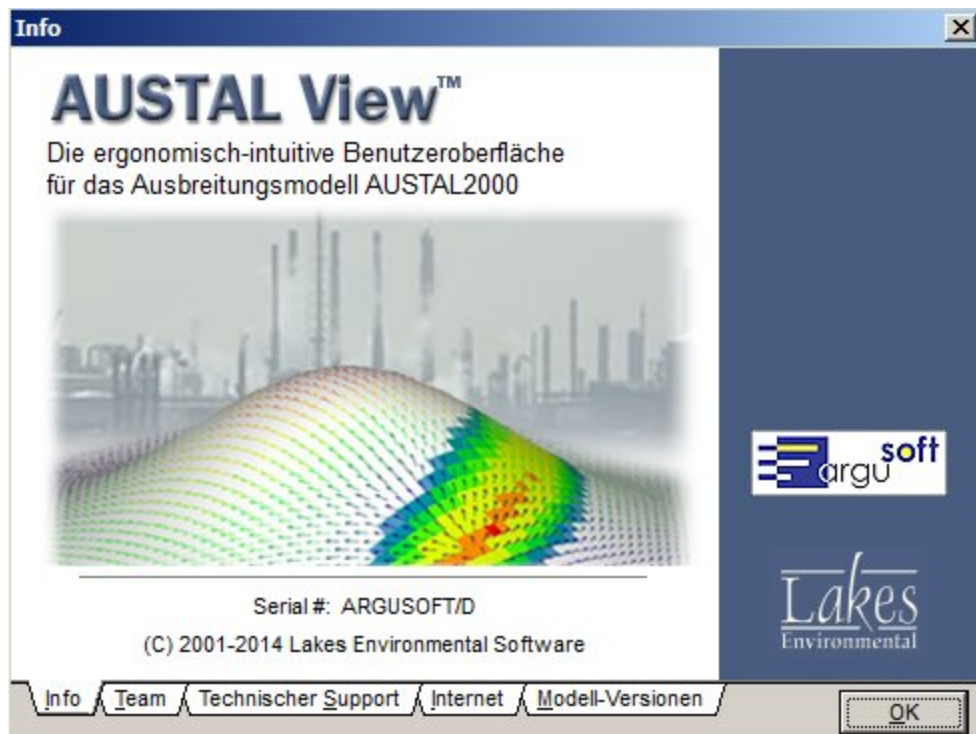 Info
AUSTAL View™
Die ergonomisch-intuitive Benutzeroberfläche
für das Ausbreitungsmodell AUSTAL2000
argusoft
Lakes
Environmental
Serial #: ARGUSOFT/D
(C) 2001-2014 Lakes Environmental Software
Info Team Technischer Support Internet Modell-Versionen
OK